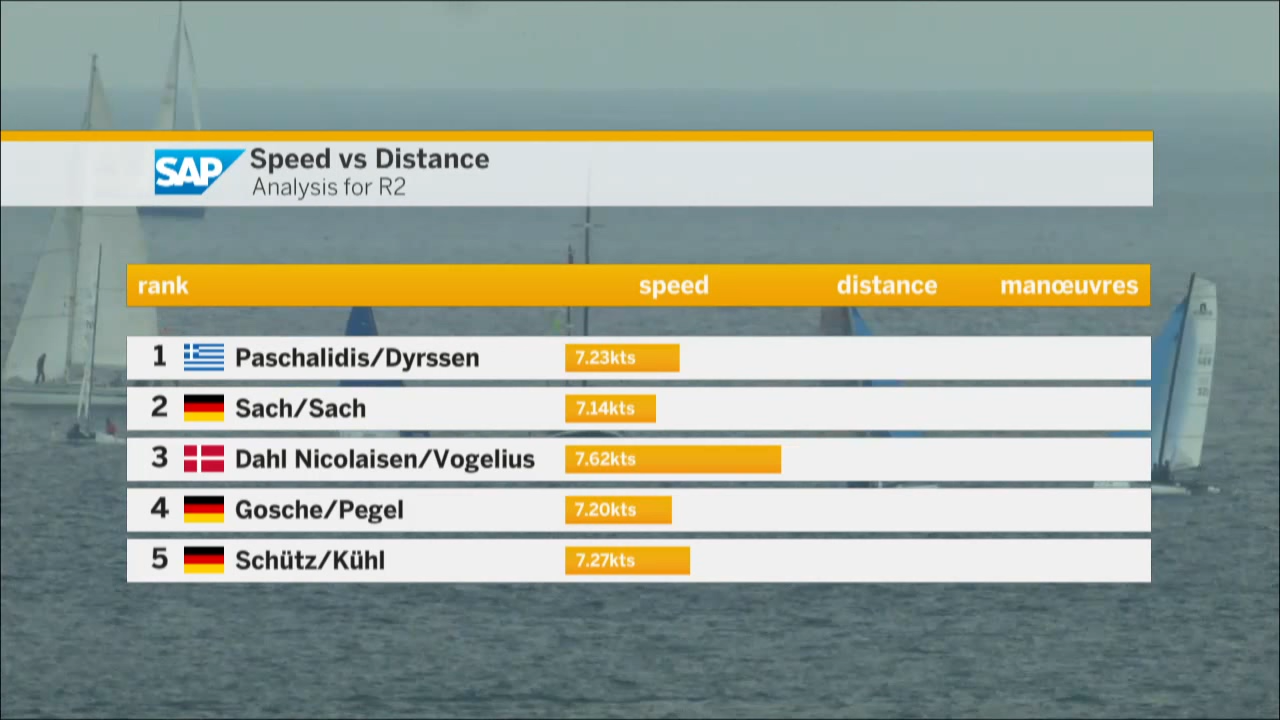 SAP
Speed vs Distance
Analysis for R2
rank speed distance manœuvres
1 Paschalidis/Dyrssen 7.23kts
2 Sach/Sach 7.14kts
3 Dahl Nicolaisen/Vogelius 7.62kts
4 Gosche/Pegel 7.20kts
5 Schütz/Kühl 7.27kts